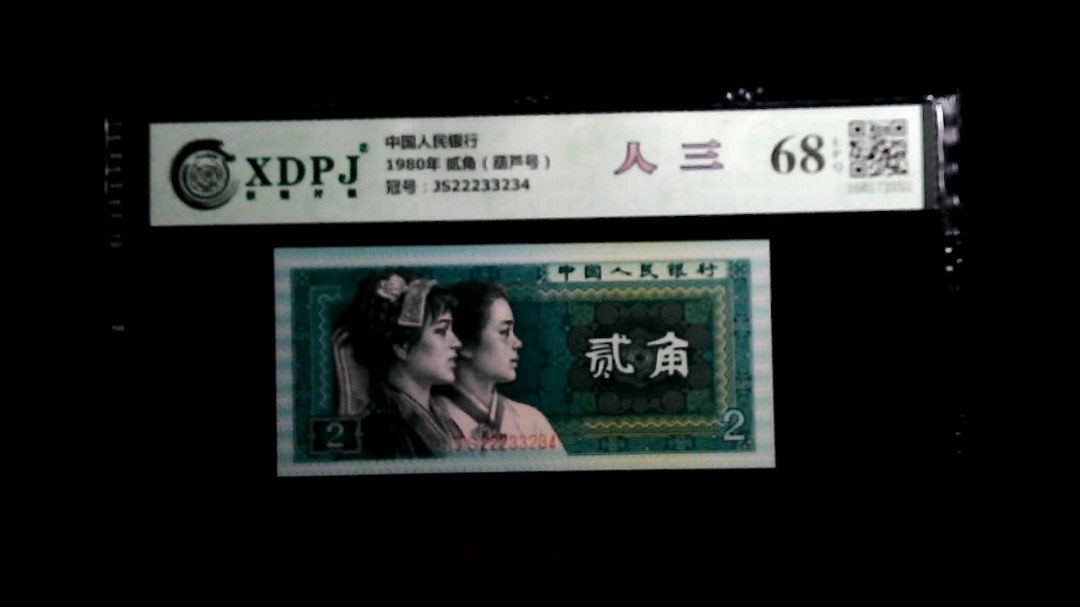 XDPJ
中国人民银行
1980年 贰角（葫芦号）
冠号：JS22233234
人三
68
EPQ
中国人民银行
贰角
2
2
JS22233234